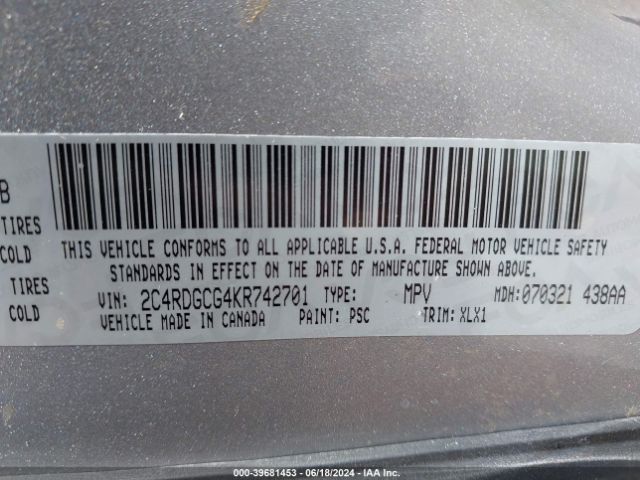 B
TIRES
COLD
TIRES
COLD
THIS VEHICLE CONFORMS TO ALL APPLICABLE U.S.A. FEDERAL MOTOR VEHICLE SAFETY
STANDARDS IN EFFECT ON THE DATE OF MANUFACTURE SHOWN ABOVE.
VIN: 2C4RDGCG4KR742701 TYPE: MPV MDH:070321 438AA
VEHICLE MADE IN CANADA PAINT: PSC TRIM: XLX1
000-39681453 - 06/18/2024 - IAA Inc.